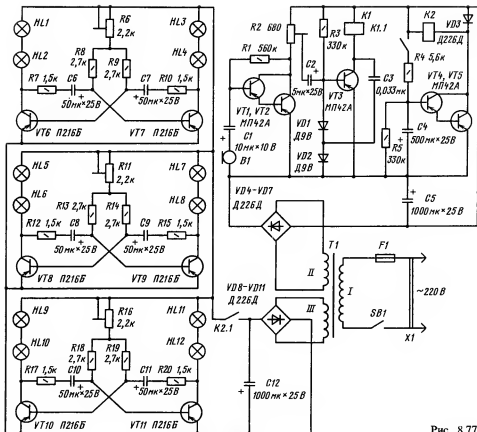 HL1
HL2
R6
2,2к
HL3
HL4
R8
2,7к
R9
2,7к
R7 1,5к
C6
+
50мк×25В
C7
+
50мк×25В
R10 1,5к
VT6 П216Б
VT7 П216Б
HL5
HL6
R11
2,2к
HL7
HL8
R13 2,7к
R14
2,7к
R12 1,5к
C8
+
50мк×25В
C9
+
50мк×25В
R15 1,5к
VT8 П216Б
VT9 П216Б
HL9
HL10
R16
2,2к
HL11
HL12
R18
2,7к
R19
2,7к
R17 1,5к
C10
+
50мк×25В
C11
+
50мк×25В
R20 1,5к
VT10 П216Б
VT11 П216Б
R2 680
R1 560к
C2
+
5мк×25В
VT1, VT2
МП42А
C1
10мк×10В
+
B1
R3
330к
K1
K1.1
VT3
МП42А
C3
0,033мк
VD1
Д9В
VD2
Д9В
K2
VD3
Д226Д
R4 5,6к
VT4, VT5
МП42А
R5
330к
C4
500мк×25В
+
C5
1000мк×25В
+
VD4-VD7
Д226Д
VD8-VD11
Д226Д
K2.1
C12
1000мк×25В
+
T1
II
III
I
F1
SB1
~220В
X1
Рис. 8.77